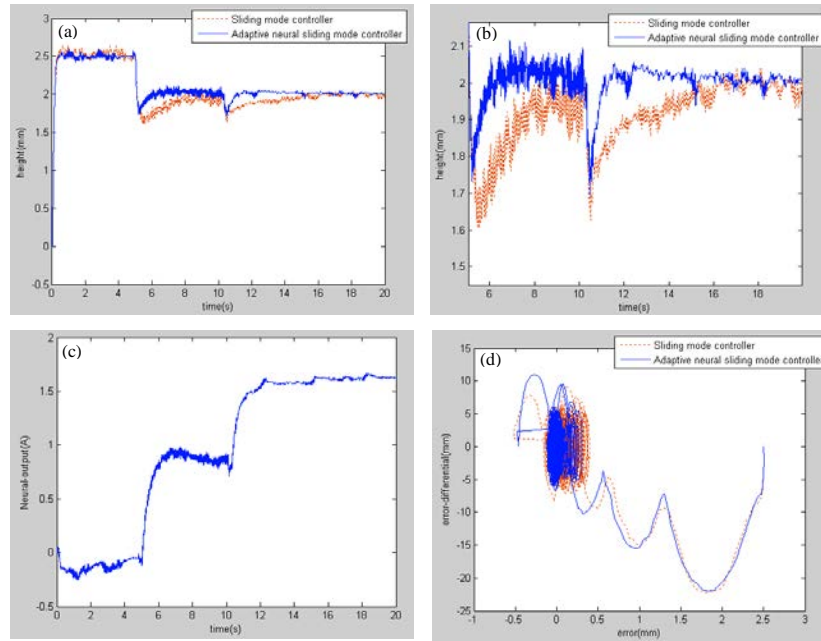 (a)
Sliding mode controller
Adaptive neural sliding mode controller
height(mm)
3
2.5
2
1.5
1
0.5
0
-0.5
0 2 4 6 8 10 12 14 16 18 20
time(s)
(b)
Sliding mode controller
Adaptive neural sliding mode controller
height(mm)
2.1
2
1.9
1.8
1.7
1.6
1.5
6 8 10 12 14 16 18
time(s)
(c)
Neural-output(A)
2
1.5
1
0.5
0
-0.5
0 2 4 6 8 10 12 14 16 18 20
time(s)
(d)
Sliding mode controller
Adaptive neural sliding mode controller
error-differential(mm)
15
10
5
0
-5
-10
-15
-20
-25
-1 -0.5 0 0.5 1 1.5 2 2.5 3
error(mm)